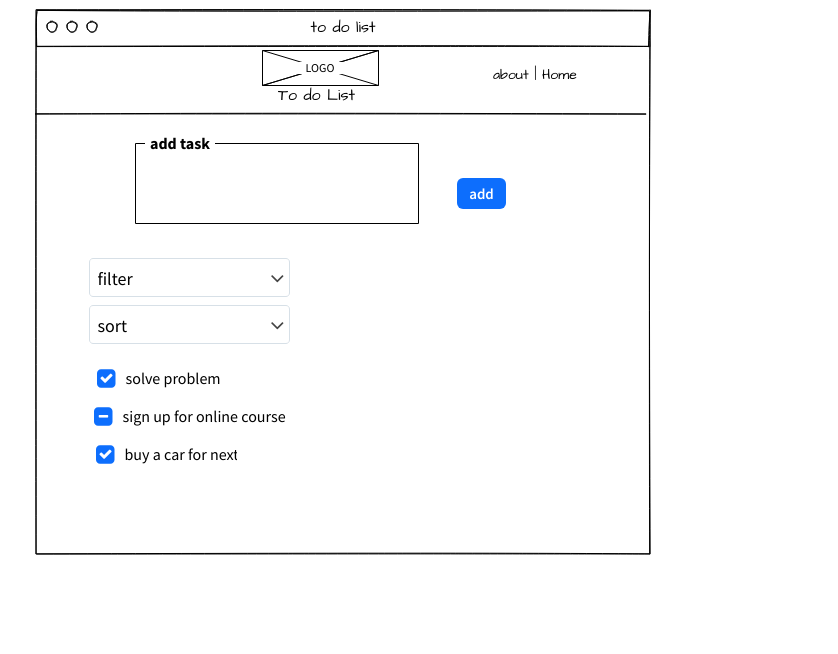 to do list
LOGO
To do List
about | Home
add task
add
filter
sort
solve problem
sign up for online course
buy a car for next